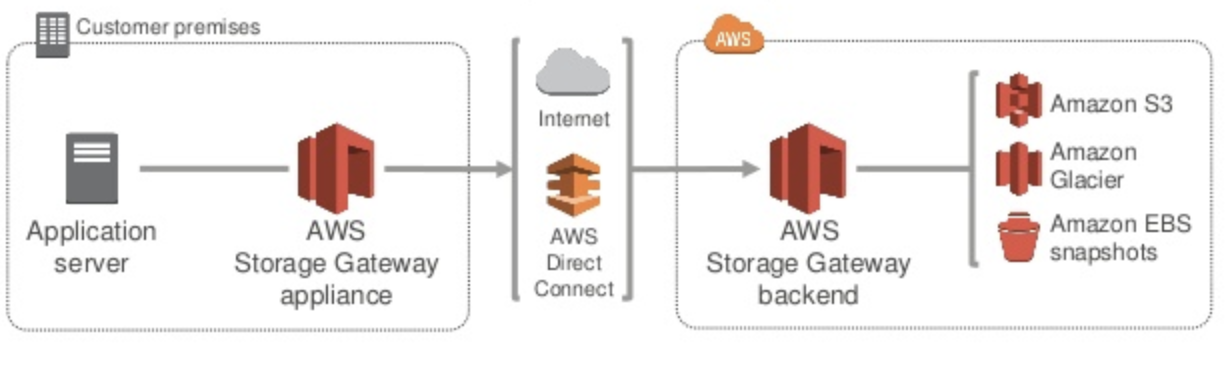 Customer premises
Application
server
AWS
Storage Gateway
appliance
Internet
AWS
Direct
Connect
AWS
AWS
Storage Gateway
backend
Amazon S3
Amazon
Glacier
Amazon EBS
snapshots